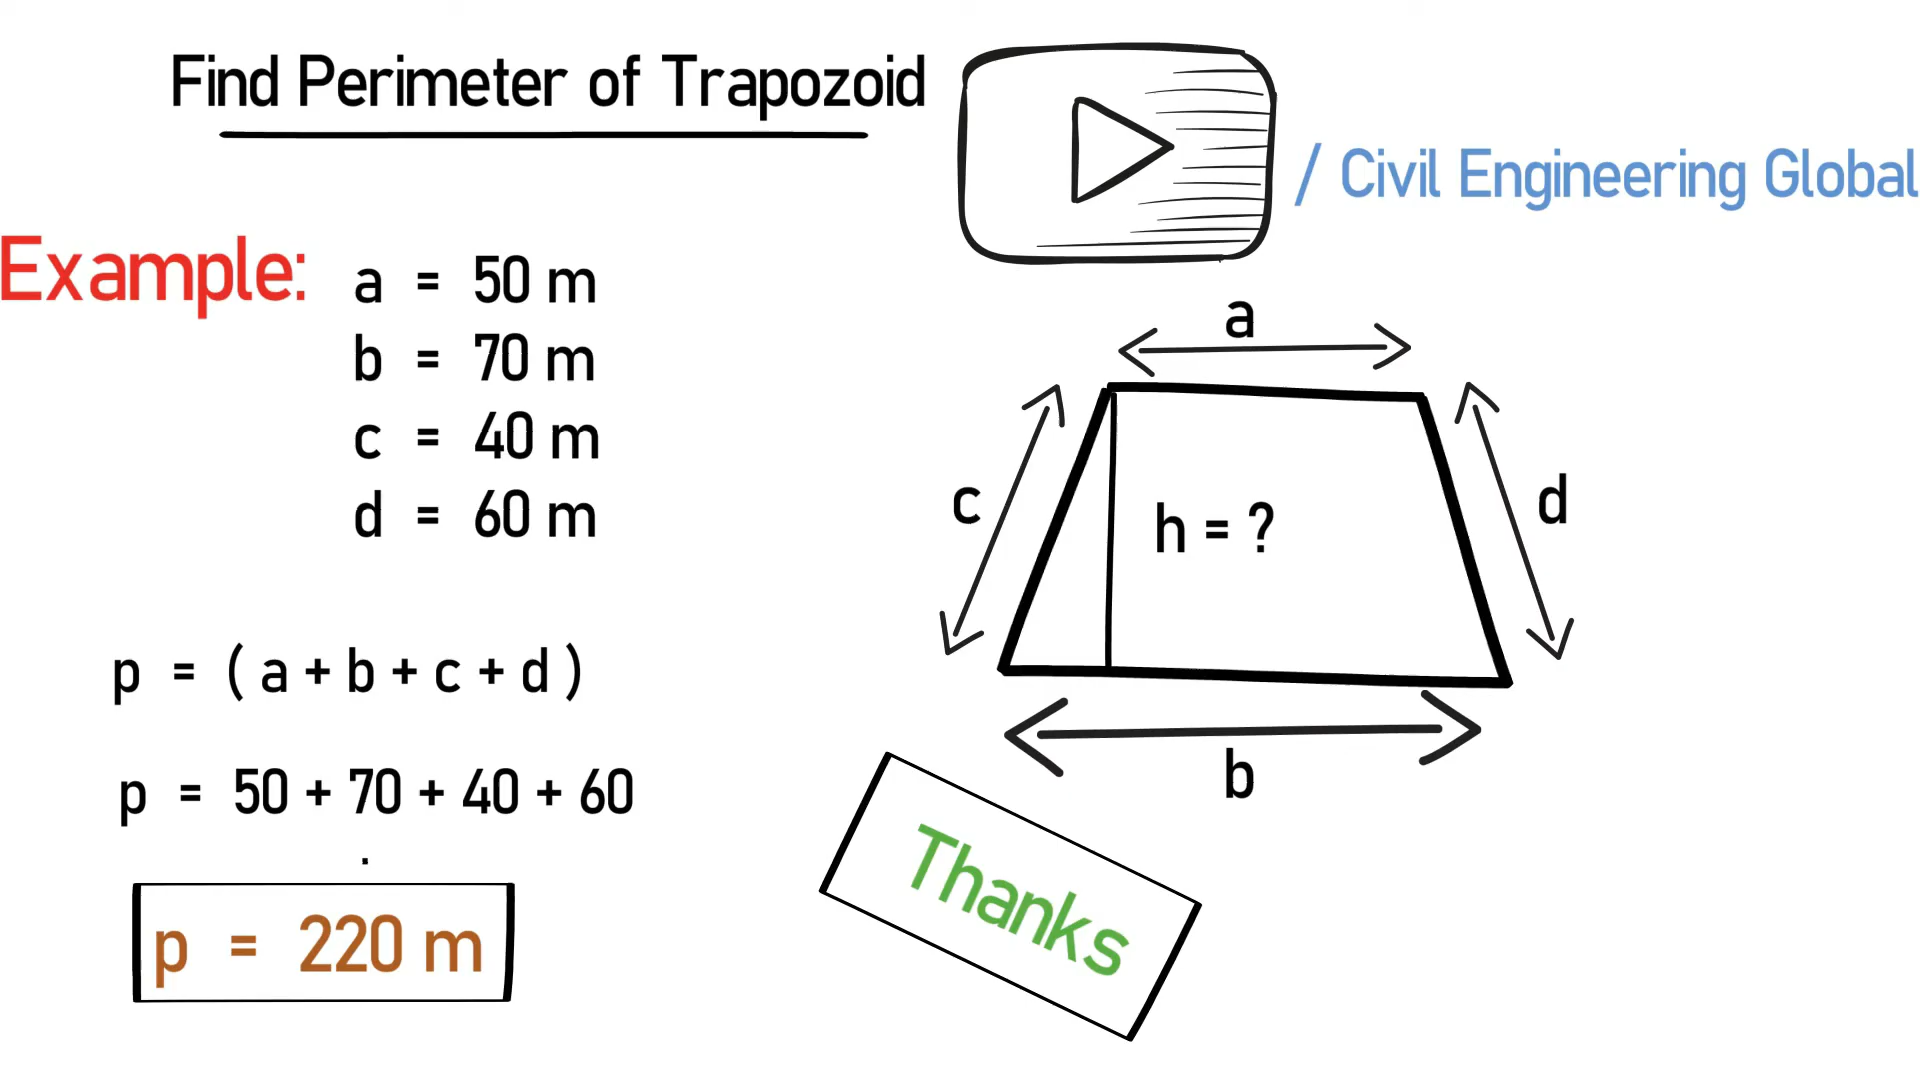 Find Perimeter of Trapozoid
/ Civil Engineering Global
Example:
a = 50 m
b = 70 m
c = 40 m
d = 60 m
p = ( a + b + c + d )
p = 50 + 70 + 40 + 60
p = 220 m
a
c
h = ?
d
b
Thanks